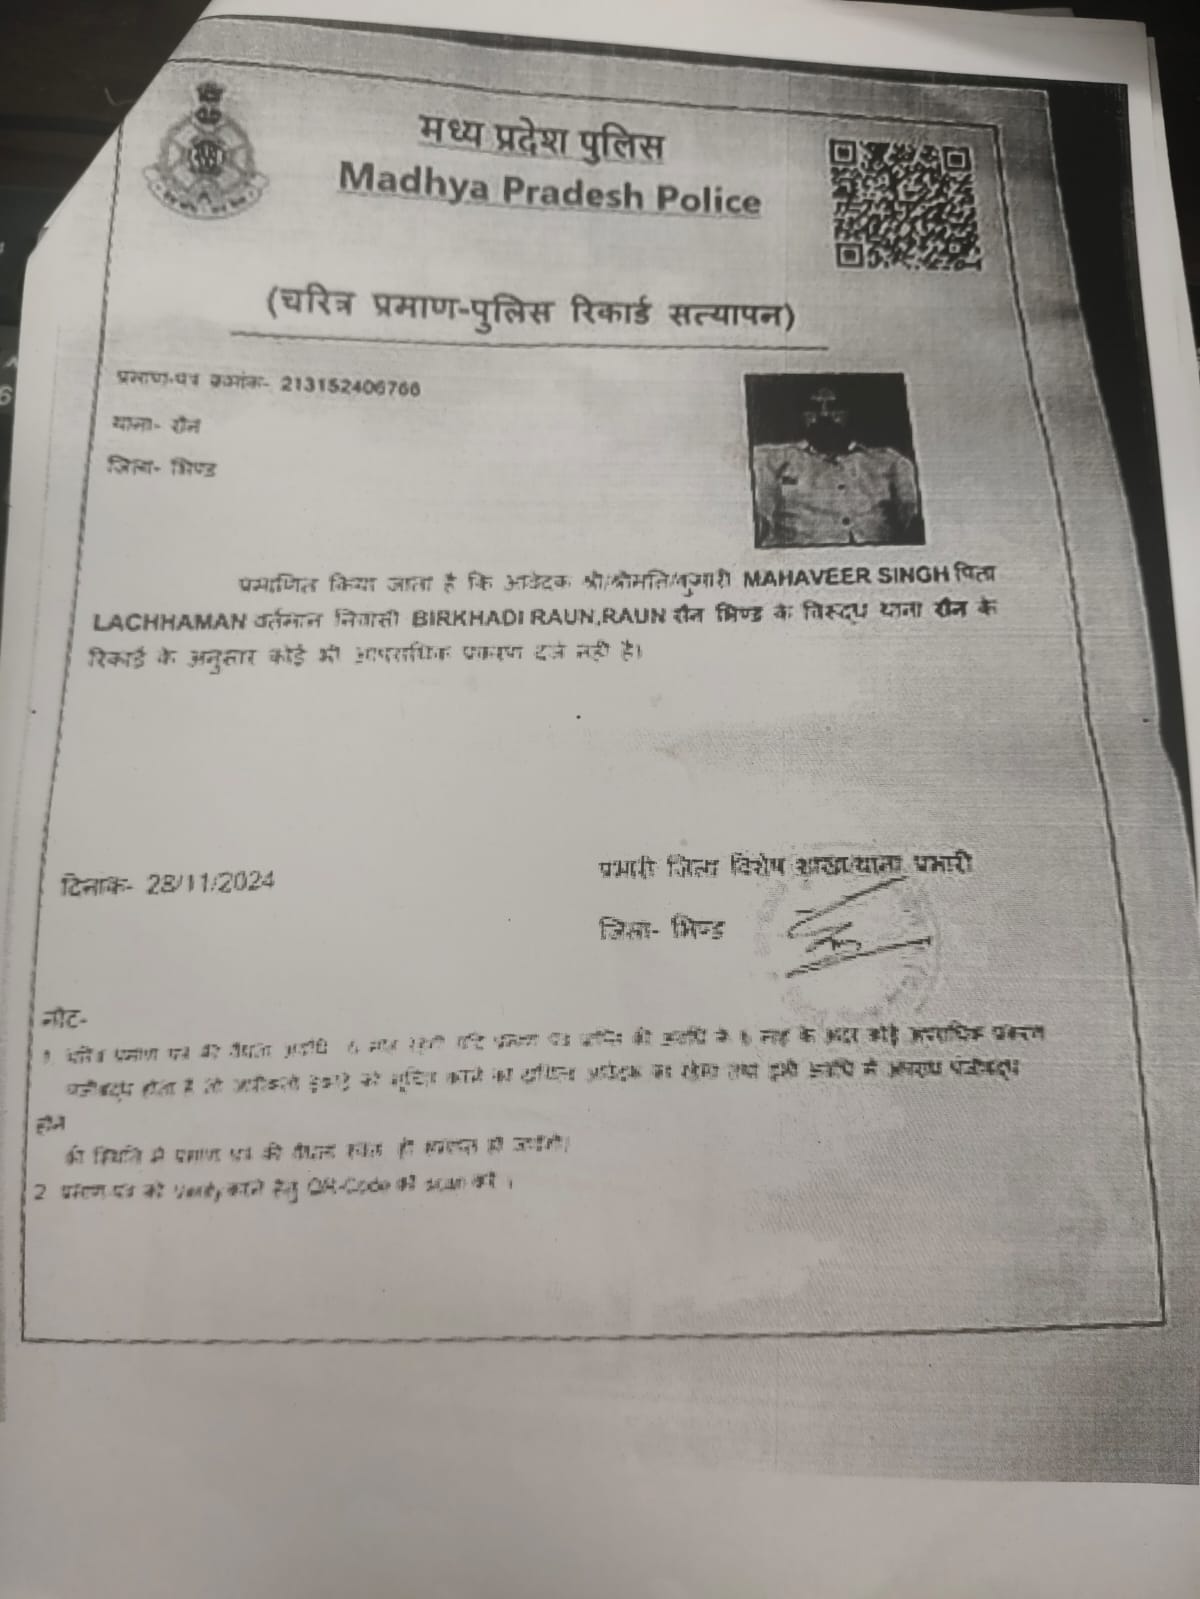 मध्य प्रदेश पुलिस
Madhya Pradesh Police
(चरित्र प्रमाण-पुलिस रिकार्ड सत्यापन)
प्रमाण-पत्र क्रमांक- 213152406766
थाना- रौन
जिला- भिण्ड
प्रमाणित किया जाता है कि आवेदक श्री/श्रीमति/कुमारी MAHAVEER SINGH पिता
LACHHAMAN वर्तमान निवासी BIRKHADI RAUN,RAUN रौन भिण्ड के विरुद्ध थाना रौन के
रिकार्ड के अनुसार कोई भी आपराधिक प्रकरण दर्ज नही है।
दिनाक- 28/11/2024
प्रभारी जिला विशेष शाखा/थाना प्रभारी
जिला- भिण्ड
नोट-
1 चरित्र प्रमाण पत्र की वैधता अवधि 6 माह रहेगी यदि प्रमाण पत्र प्राप्ति की अवधि से 6 माह के अंदर कोई अपराधिक प्रकरण
पंजीबद्ध होता है तो को सूचित करने का दायित्व आवेदक का रहेगा तथा इसी अवधि में अपराध पंजीबद्ध
होने
की स्थिति में प्रमाण पत्र की वैधता स्वतः ही समाप्त हो जाऐगी।
2 प्रमाण-पत्र को Verify करने हेतु QR-Code को scan करें ।